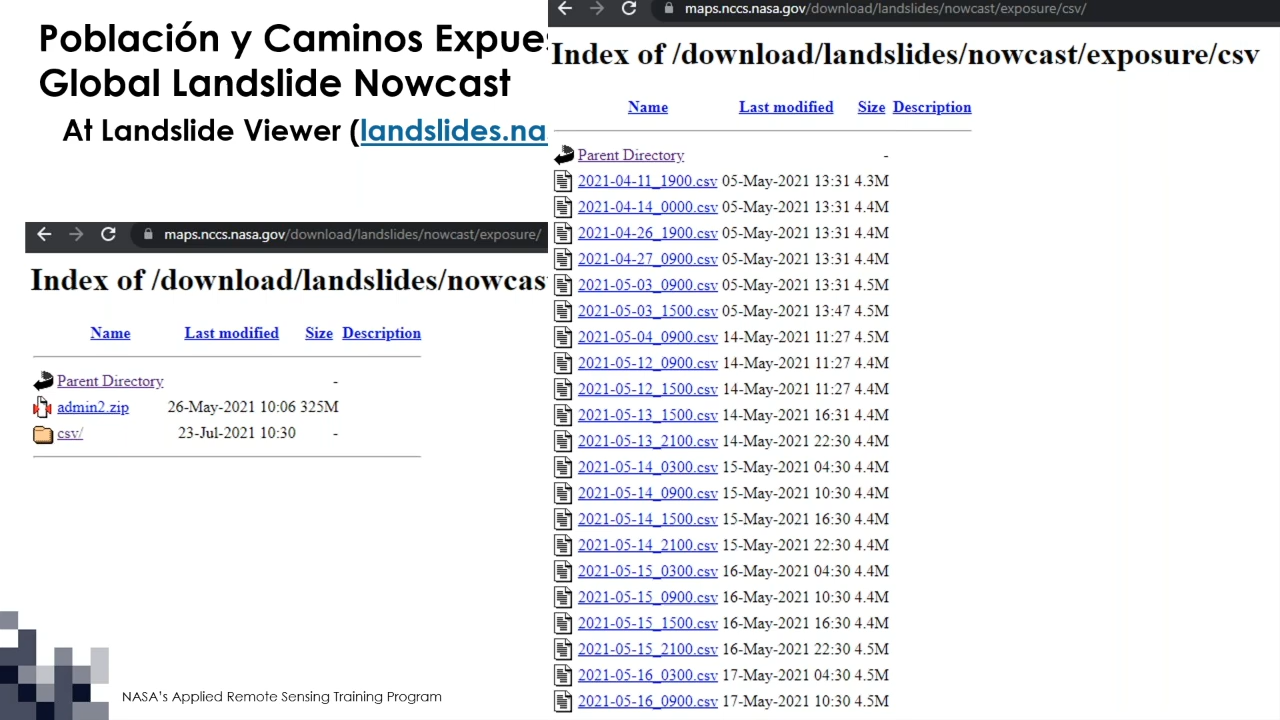 Población y Caminos Expues
Global Landslide Nowcast
At Landslide Viewer (landslides.na
maps.nccs.nasa.gov/download/landslides/nowcast/exposure/
Index of /download/landslides/nowcas
Name Last modified Size Description
Parent Directory -
admin2.zip 26-May-2021 10:06 325M
csv/ 23-Jul-2021 10:30 -
NASA's Applied Remote Sensing Training Program
maps.nccs.nasa.gov/download/landslides/nowcast/exposure/csv/
Index of /download/landslides/nowcast/exposure/csv
Name Last modified Size Description
Parent Directory -
2021-04-11_1900.csv 05-May-2021 13:31 4.3M
2021-04-14_0000.csv 05-May-2021 13:31 4.4M
2021-04-26_1900.csv 05-May-2021 13:31 4.4M
2021-04-27_0900.csv 05-May-2021 13:31 4.4M
2021-05-03_0900.csv 05-May-2021 13:31 4.5M
2021-05-03_1500.csv 05-May-2021 13:47 4.5M
2021-05-04_0900.csv 14-May-2021 11:27 4.5M
2021-05-12_0900.csv 14-May-2021 11:27 4.4M
2021-05-12_1500.csv 14-May-2021 11:27 4.4M
2021-05-13_1500.csv 14-May-2021 16:31 4.4M
2021-05-13_2100.csv 14-May-2021 22:30 4.4M
2021-05-14_0300.csv 15-May-2021 04:30 4.4M
2021-05-14_0900.csv 15-May-2021 10:30 4.4M
2021-05-14_1500.csv 15-May-2021 16:30 4.4M
2021-05-14_2100.csv 15-May-2021 22:30 4.4M
2021-05-15_0300.csv 16-May-2021 04:30 4.4M
2021-05-15_0900.csv 16-May-2021 10:30 4.4M
2021-05-15_1500.csv 16-May-2021 16:30 4.4M
2021-05-15_2100.csv 16-May-2021 22:30 4.5M
2021-05-16_0300.csv 17-May-2021 04:30 4.5M
2021-05-16_0900.csv 17-May-2021 10:30 4.5M